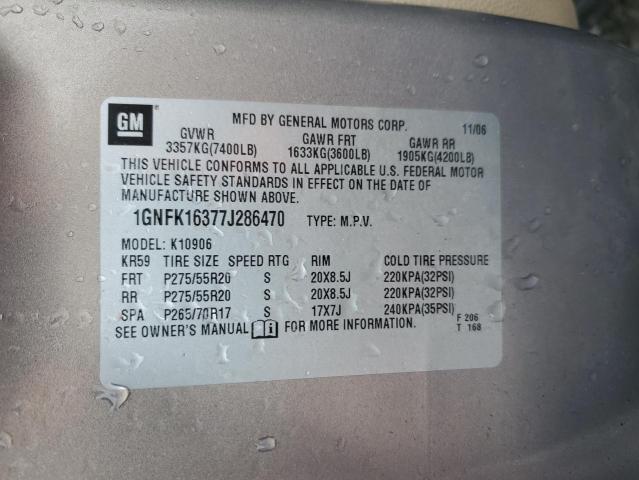 GM MFD BY GENERAL MOTORS CORP. 11/06
GVWR GAWR FRT GAWR RR
3357KG(7400LB) 1633KG(3600LB) 1905KG(4200LB)
THIS VEHICLE CONFORMS TO ALL APPLICABLE U.S. FEDERAL MOTOR
VEHICLE SAFETY STANDARDS IN EFFECT ON THE DATE OF
MANUFACTURE SHOWN ABOVE.
1GNFK16377J286470 TYPE: M.P.V.
MODEL: K10906
KR59 TIRE SIZE SPEED RTG RIM COLD TIRE PRESSURE
FRT P275/55R20 S 20X8.5J 220KPA(32PSI)
RR P275/55R20 S 20X8.5J 220KPA(32PSI)
SPA P265/70R17 S 17X7J 240KPA(35PSI)
SEE OWNER'S MANUAL i FOR MORE INFORMATION. F 206
T 168